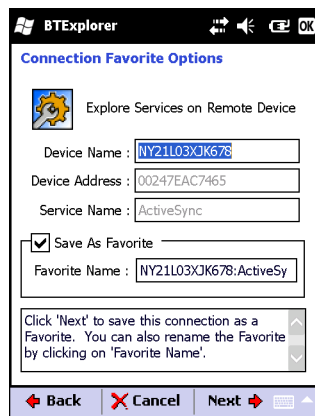 BTExplorer OK
Connection Favorite Options
Explore Services on Remote Device
Device Name : NY21L03XJK678
Device Address : 00247EAC7465
Service Name : ActiveSync
Save As Favorite
Favorite Name : NY21L03XJK678:ActiveSy
Click 'Next' to save this connection as a
Favorite. You can also rename the Favorite
by clicking on 'Favorite Name'.
Back Cancel Next